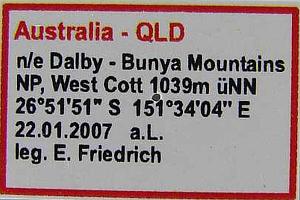 Australia - QLD
n/e Dalby - Bunya Mountains
NP, West Cott 1039m üNN
26°51'51" S 151°34'04" E
22.01.2007 a.L.
leg. E. Friedrich